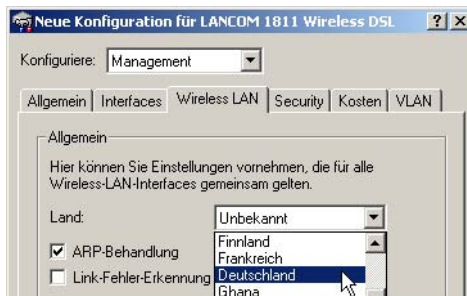 Neue Konfiguration für LANCOM 1811 Wireless DSL
Konfiguriere: Management
Allgemein Interfaces Wireless LAN Security Kosten VLAN
Allgemein
Hier können Sie Einstellungen vornehmen, die für alle
Wireless-LAN-Interfaces gemeinsam gelten.
Land: Unbekannt
Finnland
ARP-Behandlung Frankreich
Link-Fehler-Erkennung Deutschland
Ghana